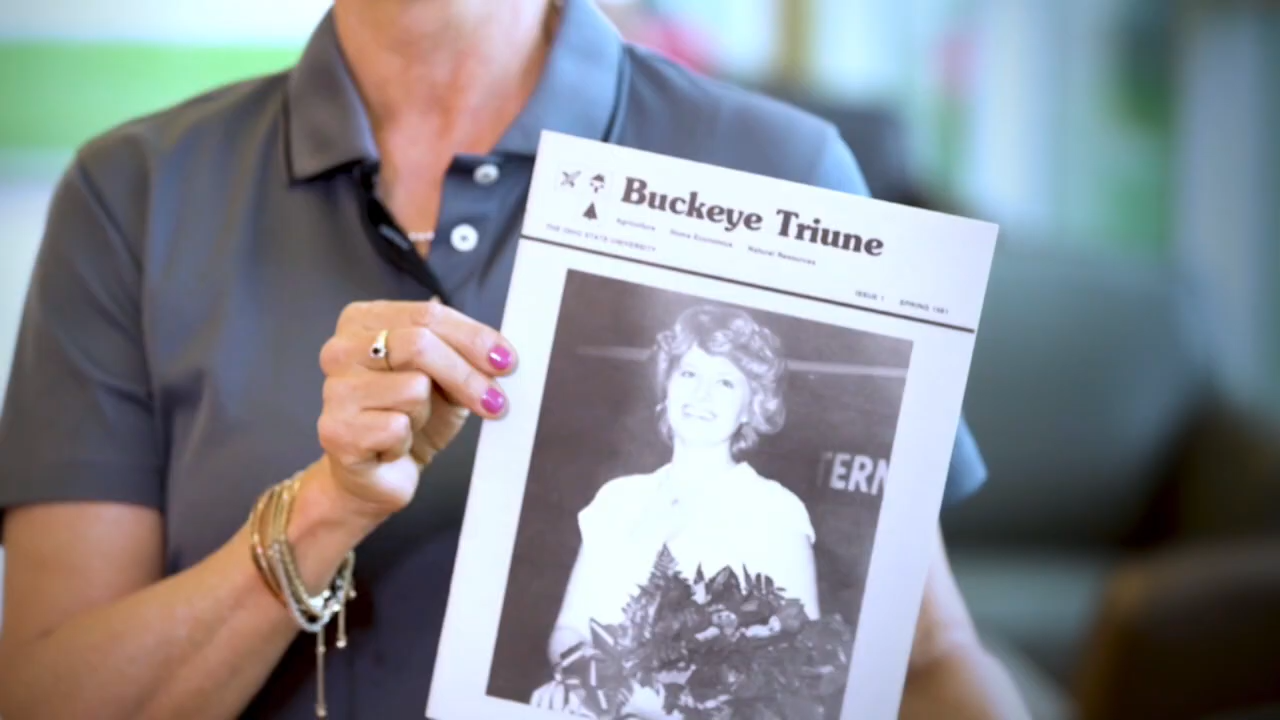 Buckeye Triune
Agriculture Home Economics Natural Resources
THE OHIO STATE UNIVERSITY
ISSUE 1 SPRING 1981
TERN